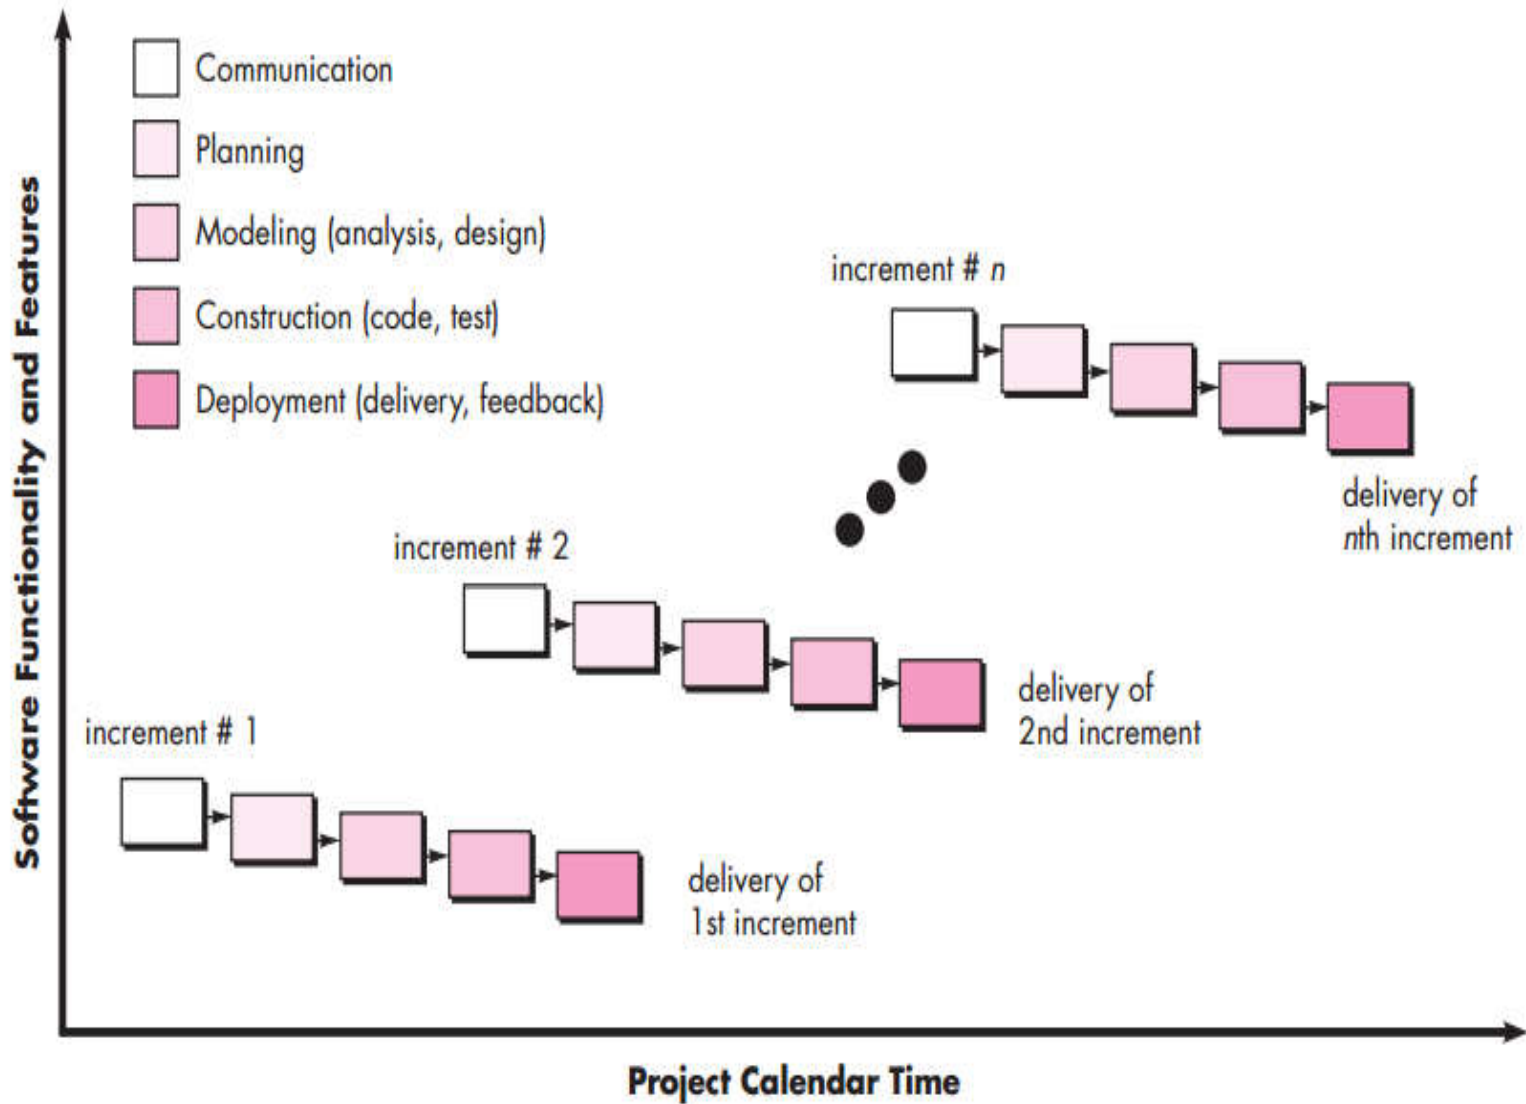 Software Functionality and Features
Communication
Planning
Modeling (analysis, design)
Construction (code, test)
Deployment (delivery, feedback)
increment # n
delivery of
nth increment
increment # 2
delivery of
2nd increment
increment # 1
delivery of
1st increment
Project Calendar Time